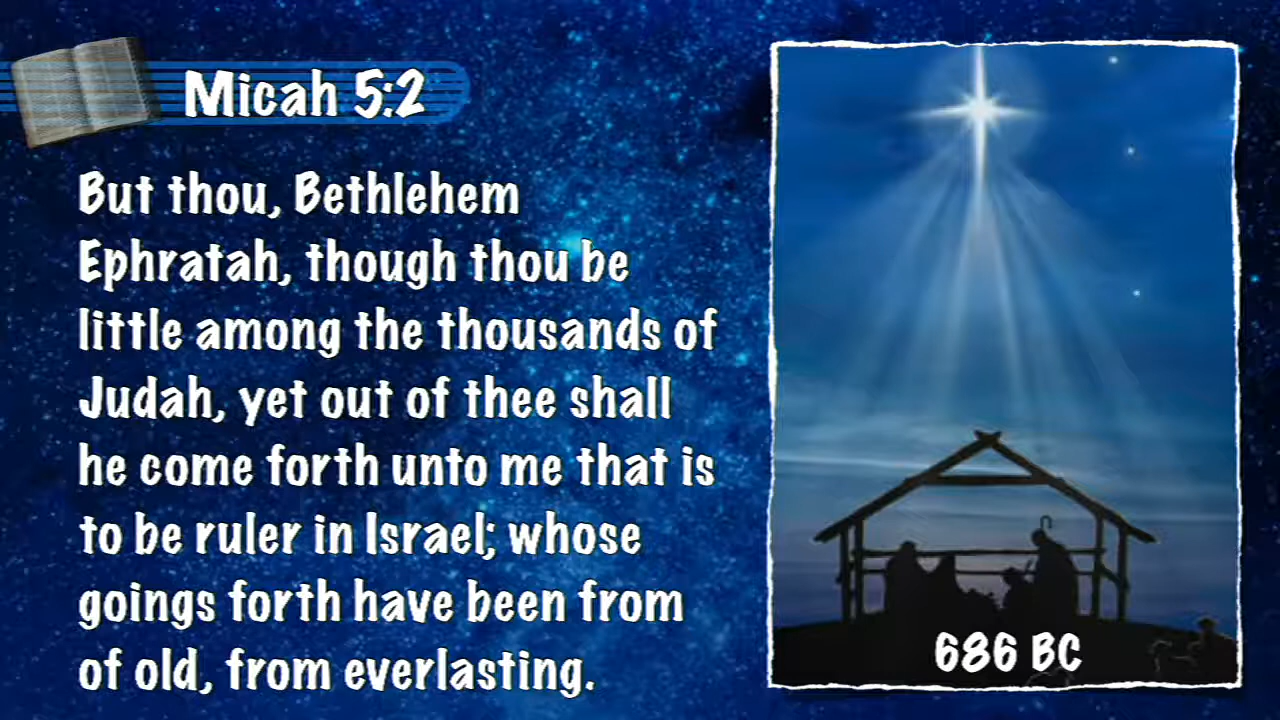 Micah 5:2
But thou, Bethlehem
Ephratah, though thou be
little among the thousands of
Judah, yet out of thee shall
he come forth unto me that is
to be ruler in Israel; whose
goings forth have been from
of old, from everlasting.
686 BC